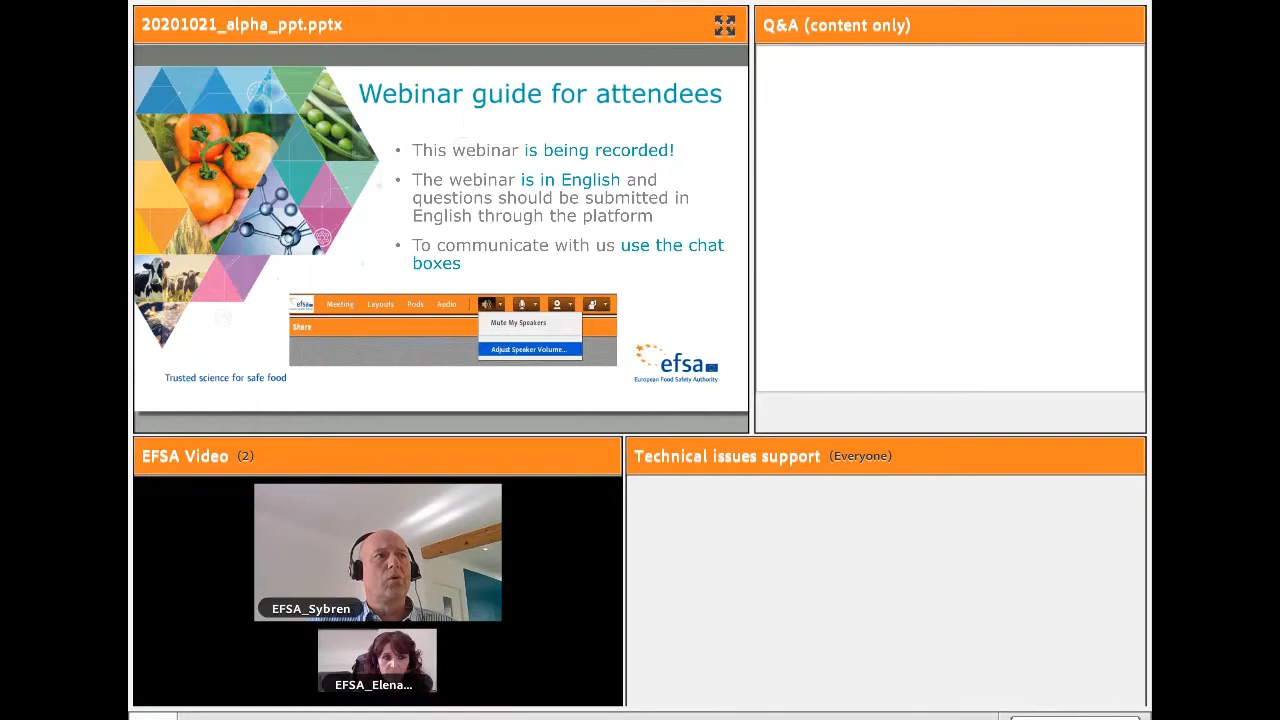 20201021_alpha_ppt.pptx
Webinar guide for attendees
• This webinar is being recorded!
• The webinar is in English and
questions should be submitted in
English through the platform
• To communicate with us use the chat
boxes
efsa
Meeting Layouts Pods Audio
Mute My Speakers
Share
Adjust Speaker Volume...
efsa
European Food Safety Authority
Trusted science for safe food
Q&A (content only)
EFSA Video (2)
EFSA_Sybren
EFSA_Elena...
Technical issues support (Everyone)